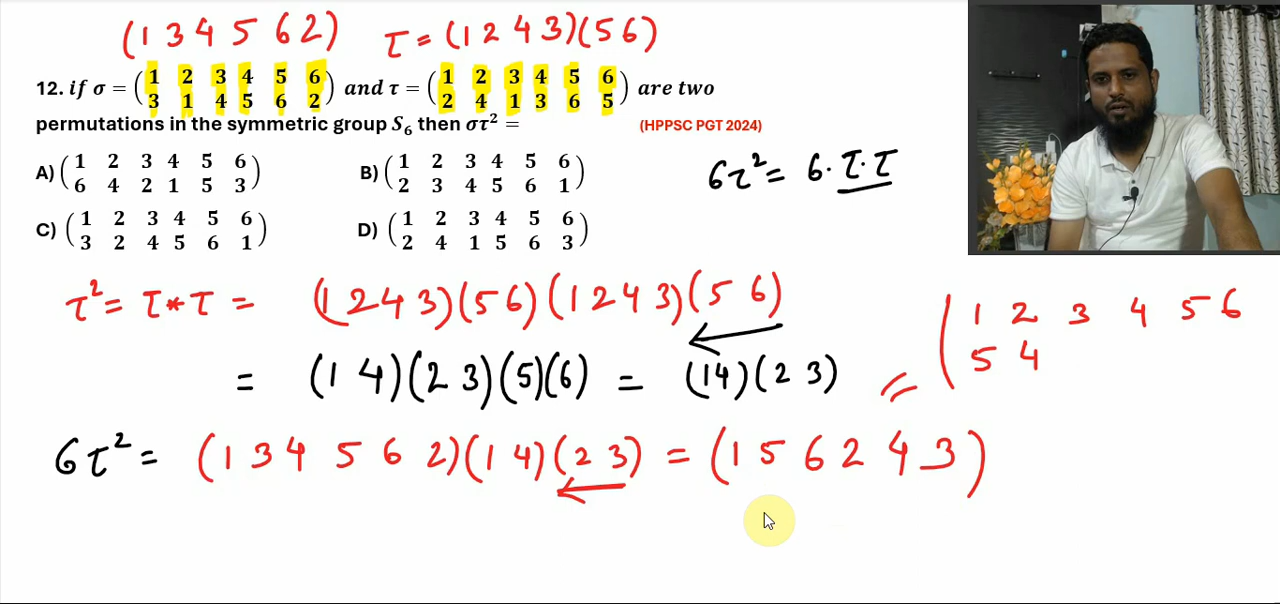 (1 3 4 5 6 2) τ = (1 2 4 3)(5 6)
12. if σ = (1 2 3 4 5 6 / 3 1 4 5 6 2) and τ = (1 2 3 4 5 6 / 2 4 1 3 6 5) are two
permutations in the symmetric group S₆ then στ² = (HPPSC PGT 2024)
A) (1 2 3 4 5 6 / 6 4 2 1 5 3) B) (1 2 3 4 5 6 / 2 3 4 5 6 1)
C) (1 2 3 4 5 6 / 3 2 4 5 6 1) D) (1 2 3 4 5 6 / 2 4 1 5 6 3)
στ² = σ·τ·τ
τ² = τ * τ = (1 2 4 3)(5 6)(1 2 4 3)(5 6)
= (1 4)(2 3)(5)(6) = (1 4)(2 3)
στ² = (1 3 4 5 6 2)(1 4)(2 3) = (1 5 6 2 4 3)
= (1 2 3 4 5 6
5 4